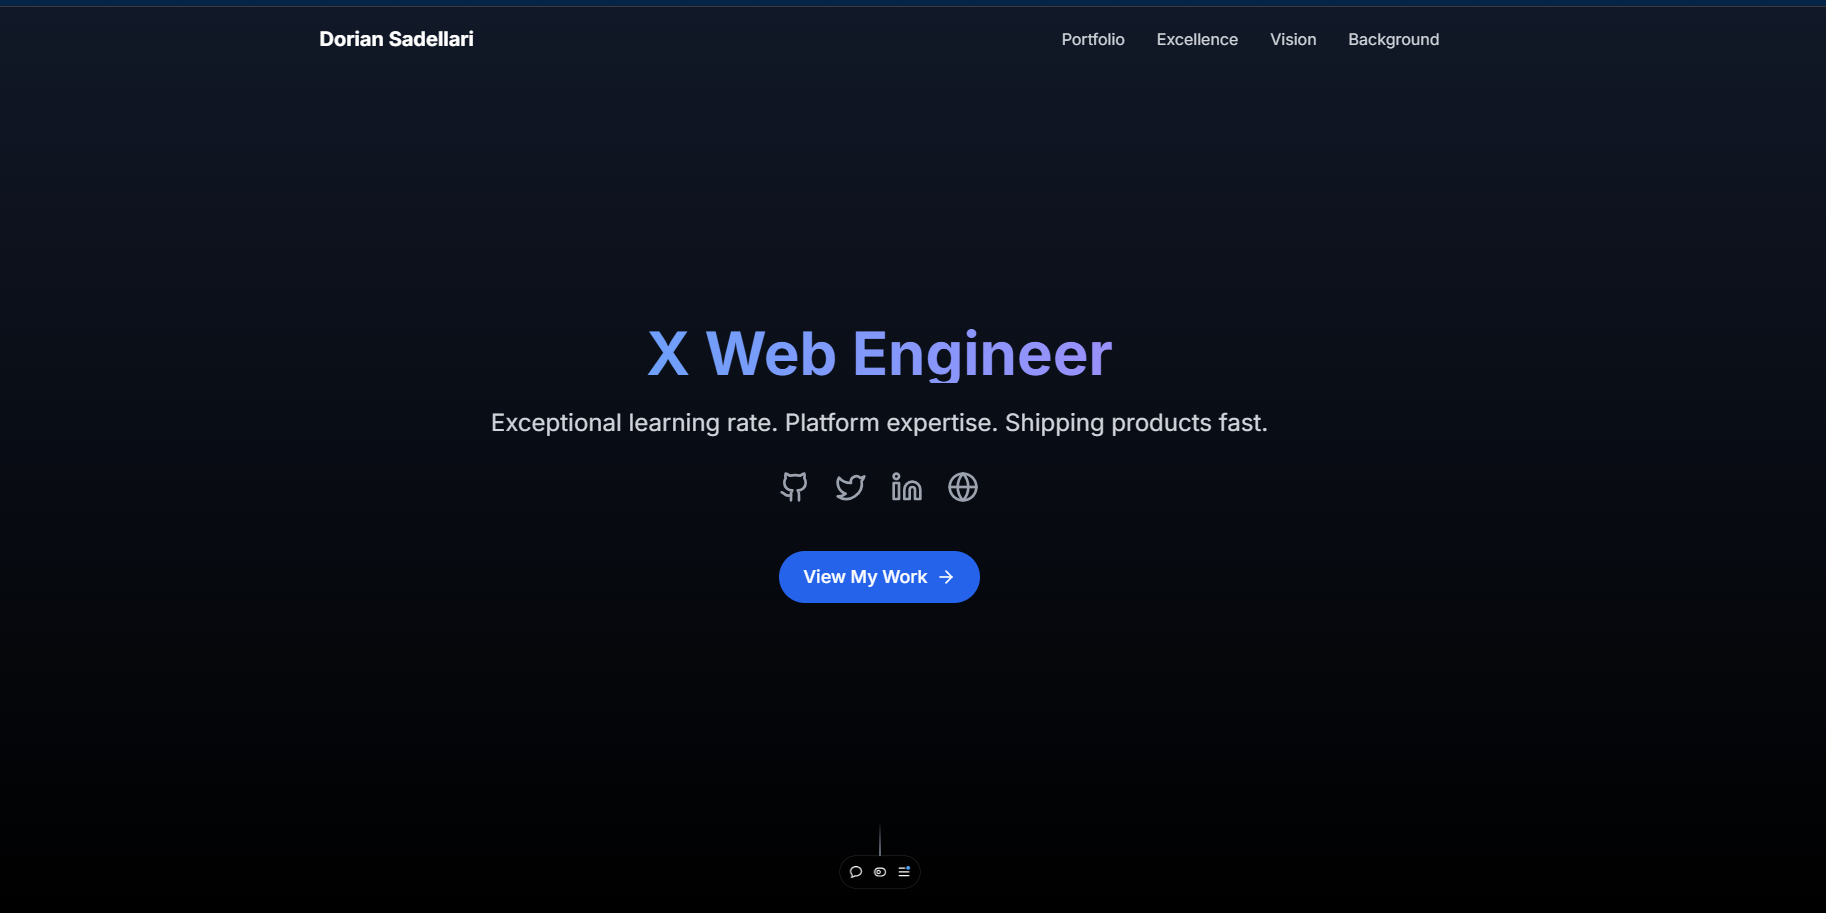 Dorian Sadellari
Portfolio Excellence Vision Background
X Web Engineer
Exceptional learning rate. Platform expertise. Shipping products fast.
View My Work